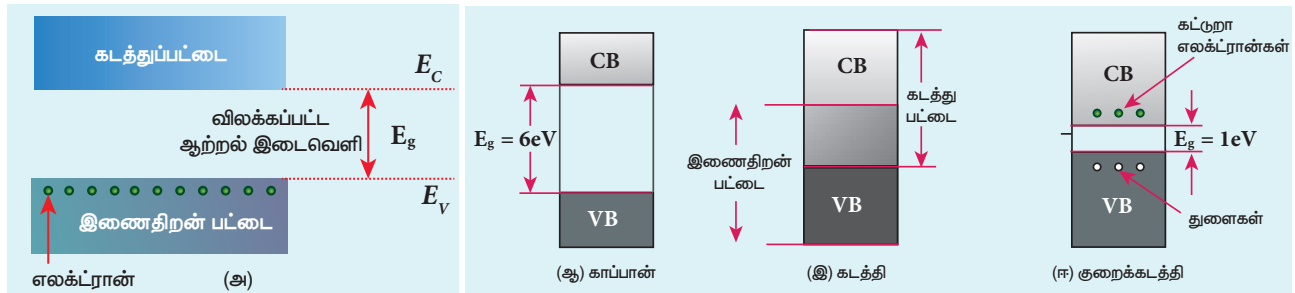 கடத்துப்பட்டை
E_C
விலக்கப்பட்ட
ஆற்றல் இடைவெளி
E_g
E_V
இணைதிறன் பட்டை
எலக்ட்ரான்
(அ)
CB
E_g = 6eV
VB
(ஆ) காப்பான்
CB
கடத்து
பட்டை
இணைதிறன்
பட்டை
VB
(இ) கடத்தி
கட்டுறா
எலக்ட்ரான்கள்
CB
E_g = 1eV
VB
துளைகள்
(ஈ) குறைக்கடத்தி